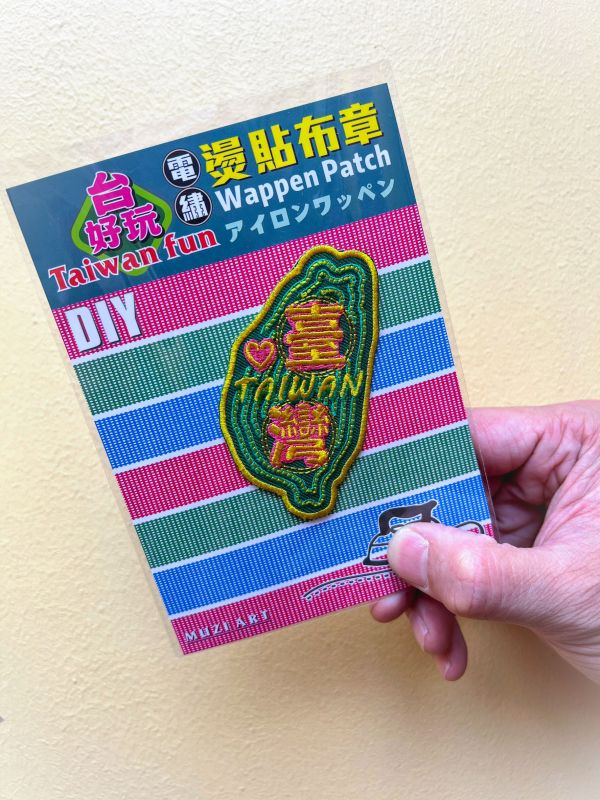 台好玩
Taiwan fun
電繡
燙貼布章
Wappen Patch
アイロンワッペン
DIY
臺
TAIWAN
灣
MUZI ART